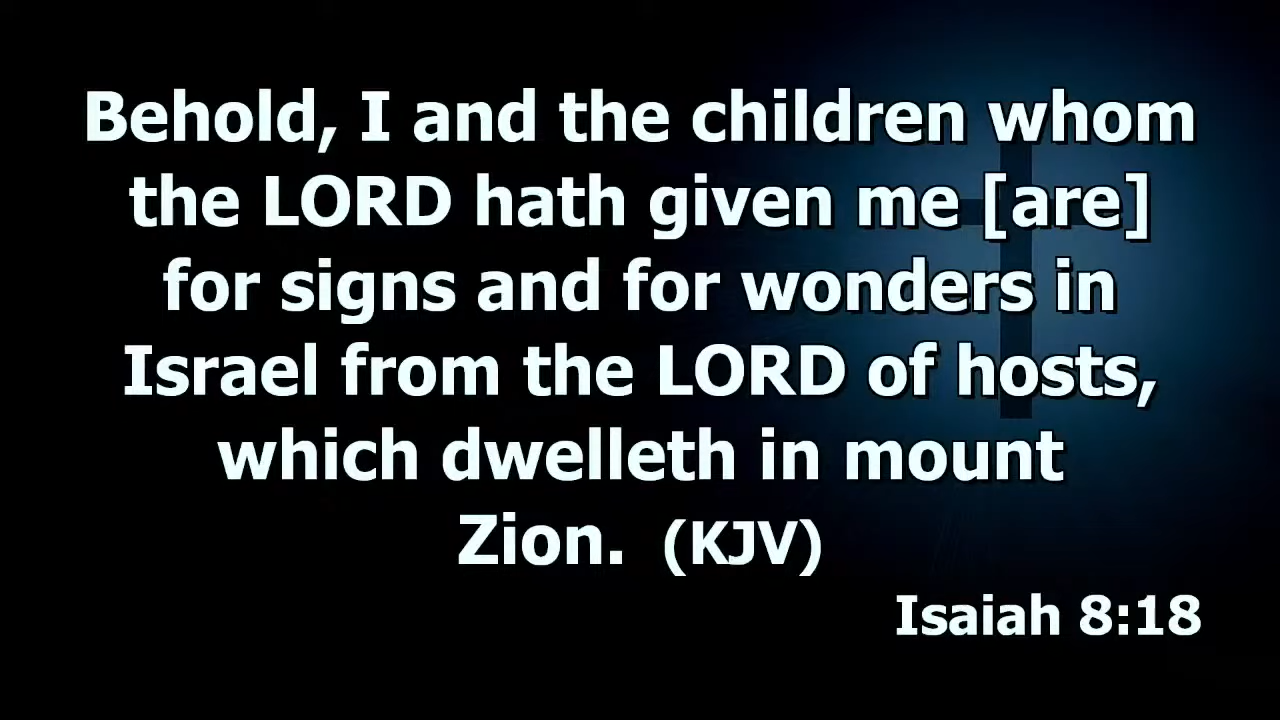 Behold, I and the children whom
the LORD hath given me [are]
for signs and for wonders in
Israel from the LORD of hosts,
which dwelleth in mount
Zion. (KJV)
Isaiah 8:18